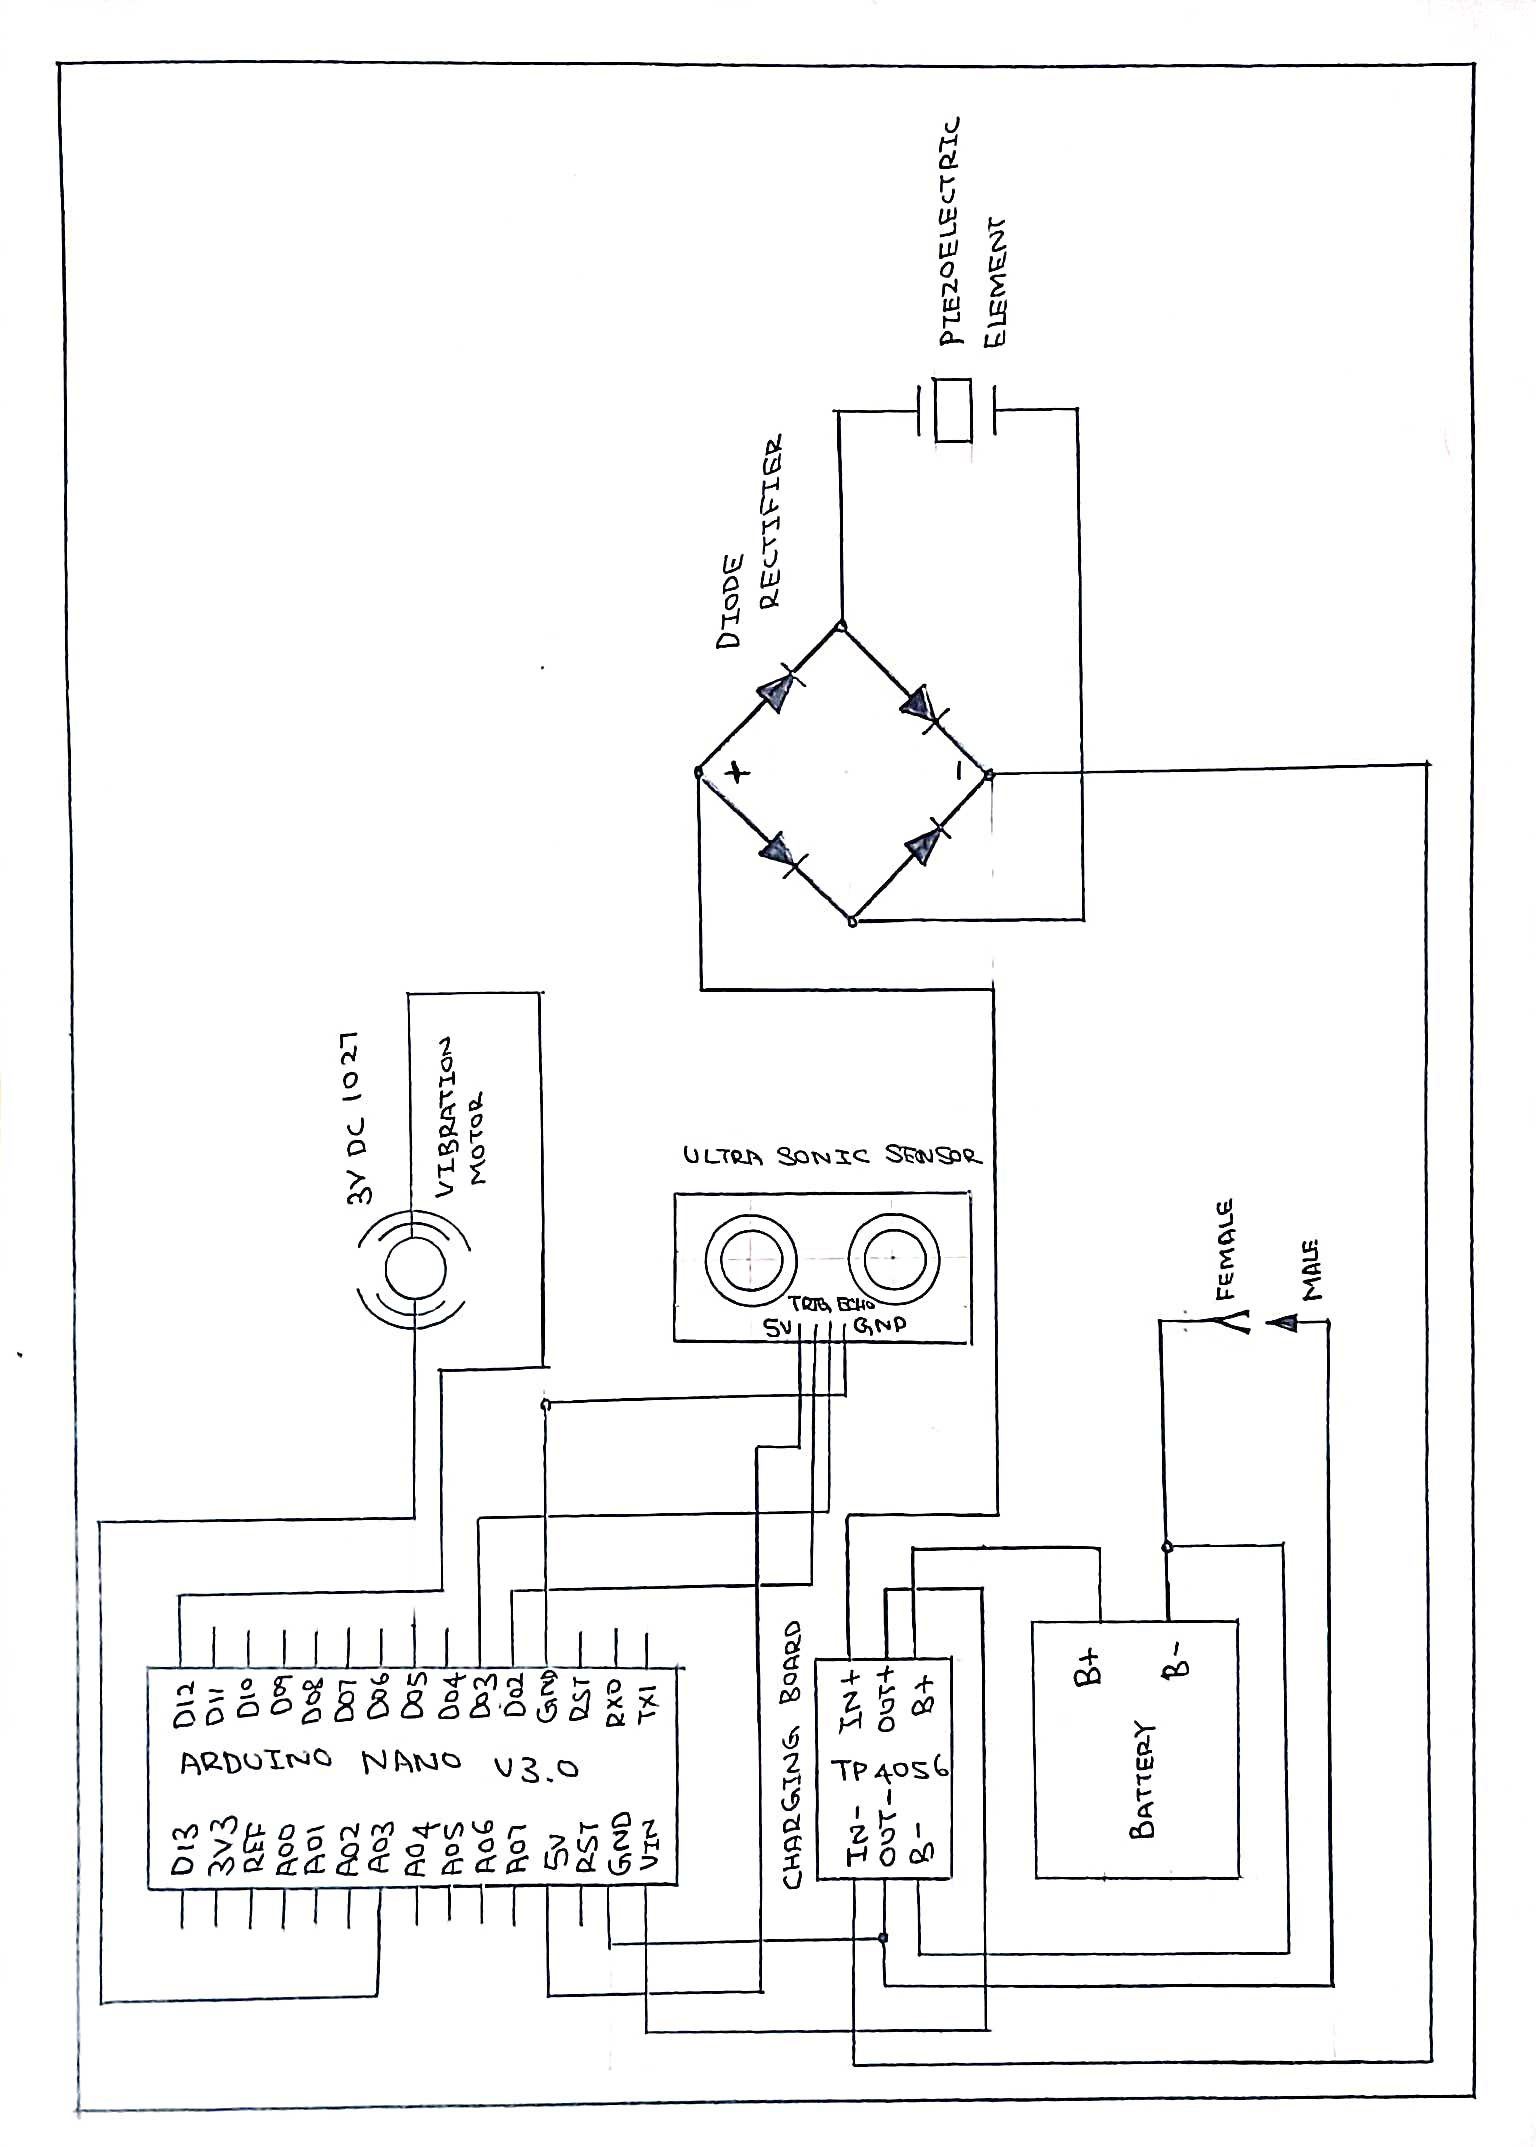 PIEZOELECTRIC
ELEMENT
DIODE
RECTIFIER
+
-
3V DC 1027
VIBRATION
MOTOR
ULTRA SONIC SENSOR
TRIG ECHO
5V
GND
FEMALE
MALE
D12
D11
D10
D09
D08
D07
D06
D05
D04
D03
D02
GND
RST
RX0
TX1
ARDUINO NANO V3.0
D13
3V3
REF
A00
A01
A02
A03
A04
A05
A06
A07
5V
RST
GND
VIN
CHARGING BOARD
IN+
OUT+
B+
TP4056
IN-
OUT-
B-
B+
B-
BATTERY